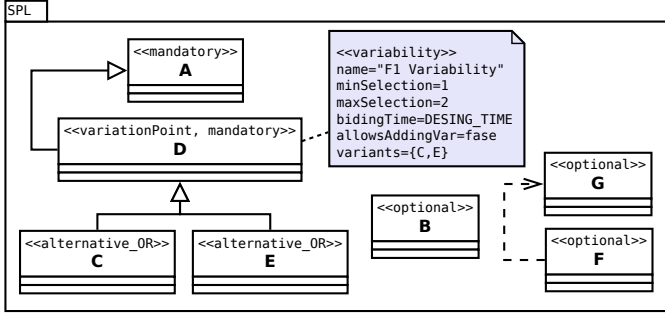 SPL
<<mandatory>>
A
<<variationPoint, mandatory>>
D
<<variability>>
name="F1 Variability"
minSelection=1
maxSelection=2
bidingTime=DESING_TIME
allowsAddingVar=fase
variants={C,E}
<<alternative_OR>>
C
<<alternative_OR>>
E
<<optional>>
B
<<optional>>
G
<<optional>>
F